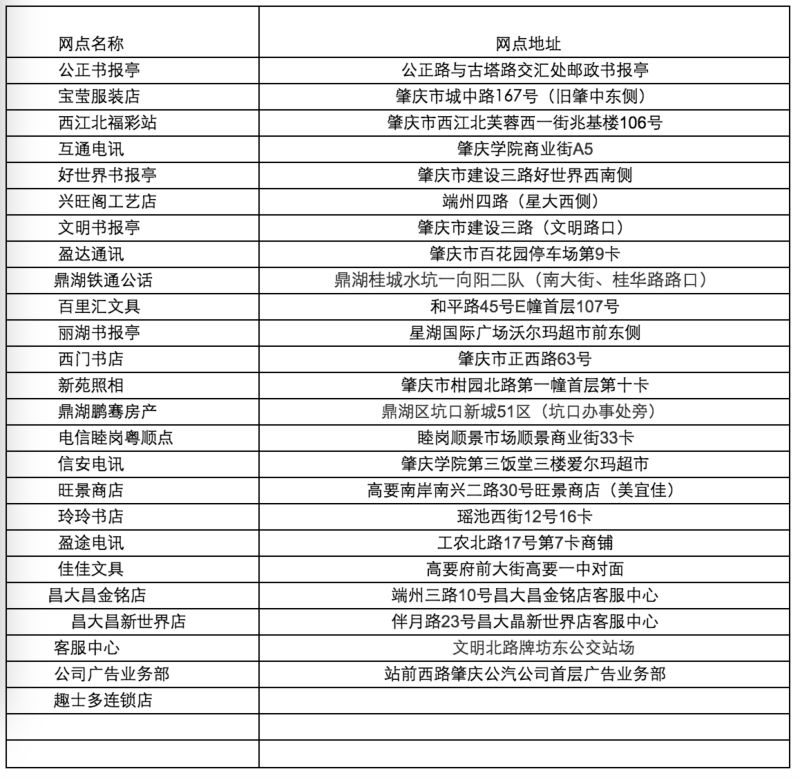 网点名称 网点地址
公正书报亭 公正路与古塔路交汇处邮政书报亭
宝莹服装店 肇庆市城中路167号（旧肇中东侧）
西江北福彩站 肇庆市西江北芙蓉西一街兆基楼106号
互通电讯 肇庆学院商业街A5
好世界书报亭 肇庆市建设三路好世界西南侧
兴旺阁工艺店 端州四路（星大西侧）
文明书报亭 肇庆市建设三路（文明路口）
盈达通讯 肇庆市百花园停车场第9卡
鼎湖铁通公话 鼎湖桂城水坑一向阳二队（南大街、桂华路路口）
百里汇文具 和平路45号E幢首层107号
丽湖书报亭 星湖国际广场沃尔玛超市前东侧
西门书店 肇庆市正西路63号
新苑照相 肇庆市柑园北路第一幢首层第十卡
鼎湖鹏骞房产 鼎湖区坑口新城51区（坑口办事处旁）
电信睦岗粤顺点 睦岗顺景市场顺景商业街33卡
信安电讯 肇庆学院第三饭堂三楼爱尔玛超市
旺景商店 高要南岸南兴二路30号旺景商店（美宜佳）
玲玲书店 瑶池西街12号16卡
盈途电讯 工农北路17号第7卡商铺
佳佳文具 高要府前大街高要一中对面
昌大昌金铭店 端州三路10号昌大昌金铭店客服中心
昌大昌新世界店 伴月路23号昌大晶新世界店客服中心
客服中心 文明北路牌坊东公交站场
公司广告业务部 站前西路肇庆公汽公司首层广告业务部
趣士多连锁店